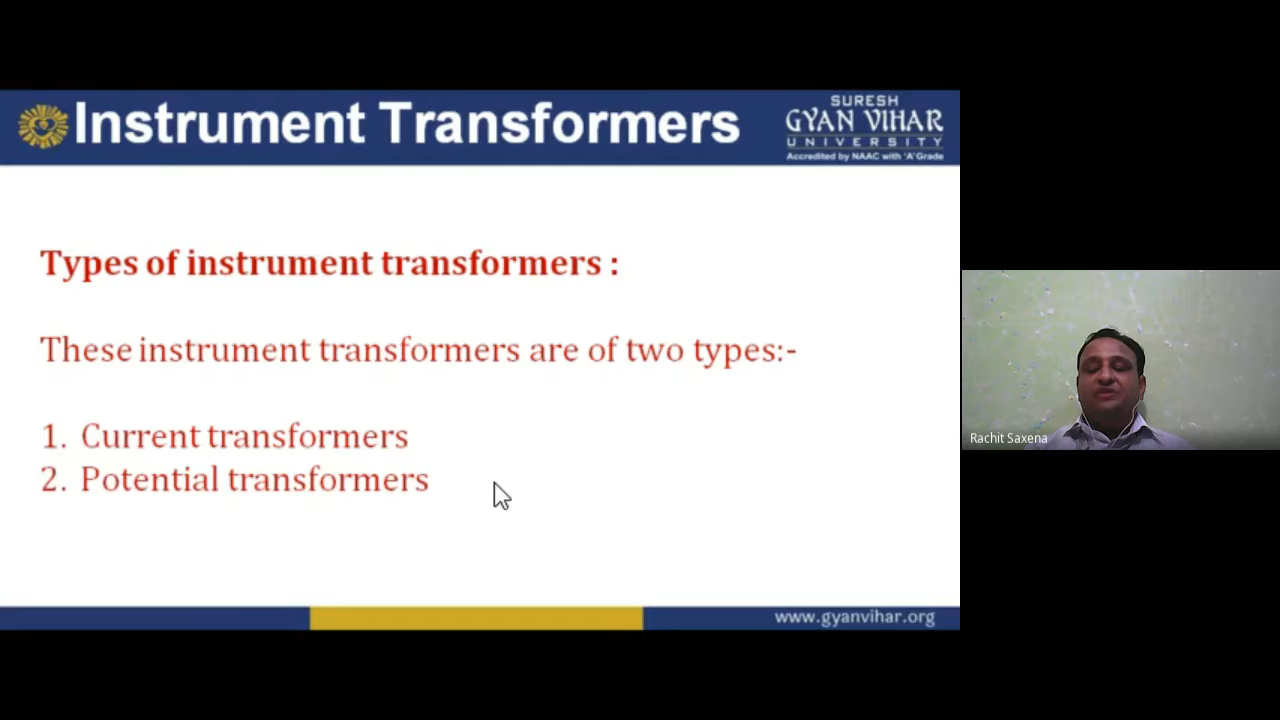 Instrument Transformers
SURESH
GYAN VIHAR
UNIVERSITY
Accredited by NAAC with 'A' Grade
Types of instrument transformers :
These instrument transformers are of two types:-
1. Current transformers
2. Potential transformers
Rachit Saxena
www.gyanvihar.org